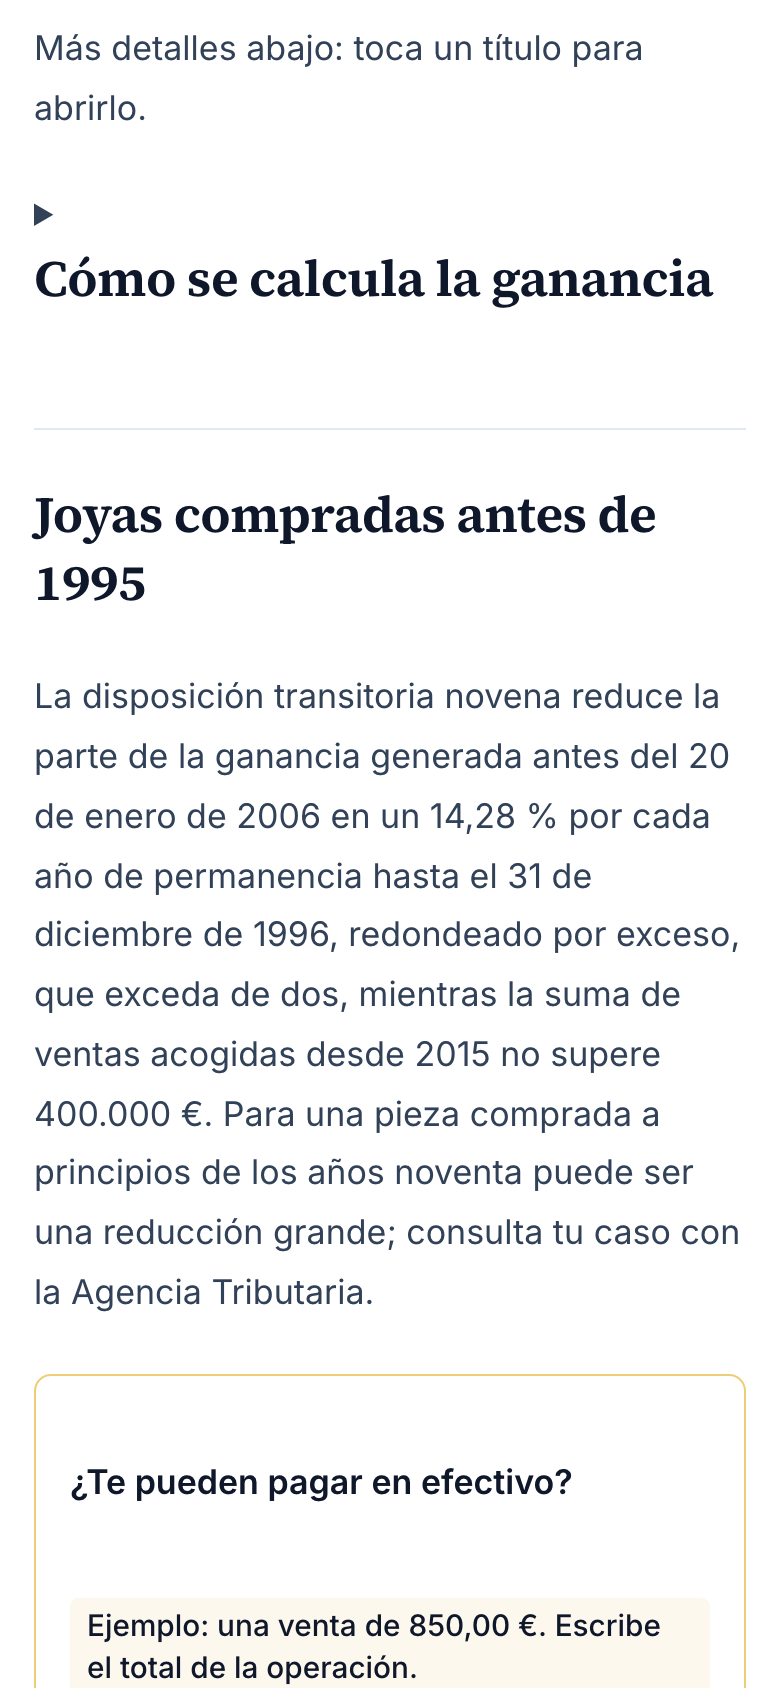 Más detalles abajo: toca un título para
abrirlo.
Cómo se calcula la ganancia
Joyas compradas antes de
1995
La disposición transitoria novena reduce la
parte de la ganancia generada antes del 20
de enero de 2006 en un 14,28 % por cada
año de permanencia hasta el 31 de
diciembre de 1996, redondeado por exceso,
que exceda de dos, mientras la suma de
ventas acogidas desde 2015 no supere
400.000 €. Para una pieza comprada a
principios de los años noventa puede ser
una reducción grande; consulta tu caso con
la Agencia Tributaria.
¿Te pueden pagar en efectivo?
Ejemplo: una venta de 850,00 €. Escribe
el total de la operación.